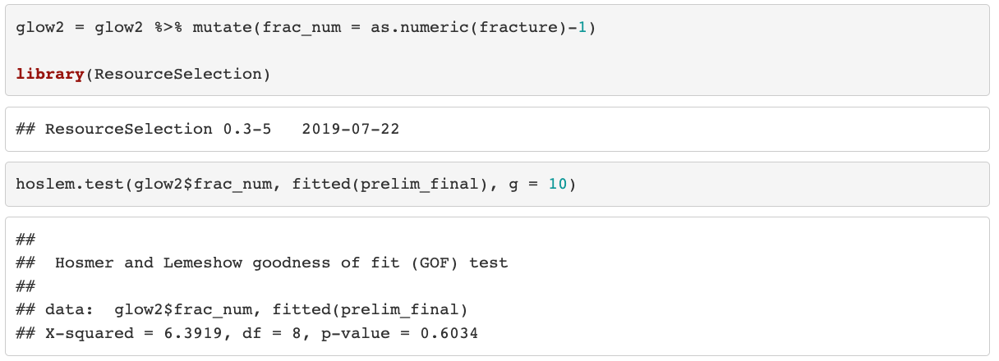 glow2 = glow2 %>% mutate(frac_num = as.numeric(fracture)-1)
library(ResourceSelection)
## ResourceSelection 0.3-5   2019-07-22
hoslem.test(glow2$frac_num, fitted(prelim_final), g = 10)
##
##  Hosmer and Lemeshow goodness of fit (GOF) test
##
## data:  glow2$frac_num, fitted(prelim_final)
## X-squared = 6.3919, df = 8, p-value = 0.6034